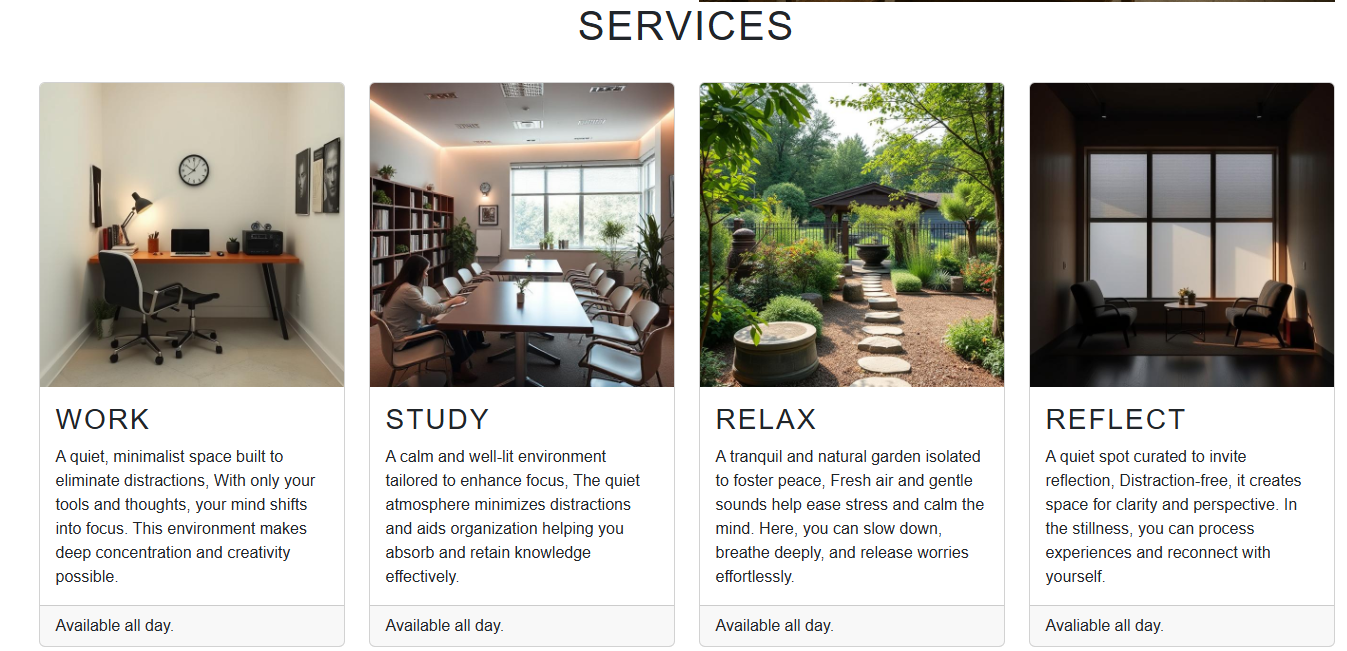 SERVICES
WORK
A quiet, minimalist space built to
eliminate distractions, With only your
tools and thoughts, your mind shifts
into focus. This environment makes
deep concentration and creativity
possible.
Available all day.
STUDY
A calm and well-lit environment
tailored to enhance focus, The quiet
atmosphere minimizes distractions
and aids organization helping you
absorb and retain knowledge
effectively.
Available all day.
RELAX
A tranquil and natural garden isolated
to foster peace, Fresh air and gentle
sounds help ease stress and calm the
mind. Here, you can slow down,
breathe deeply, and release worries
effortlessly.
Available all day.
REFLECT
A quiet spot curated to invite
reflection, Distraction-free, it creates
space for clarity and perspective. In
the stillness, you can process
experiences and reconnect with
yourself.
Avaliable all day.